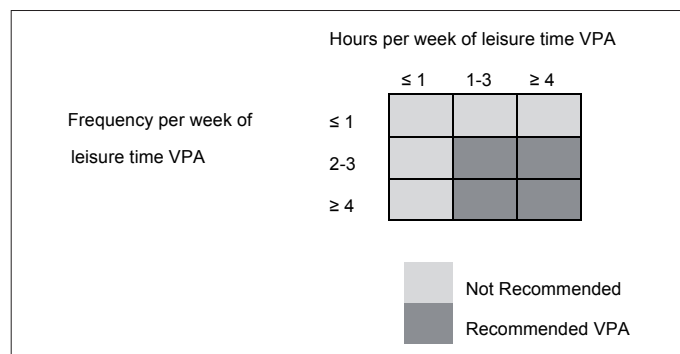 Hours per week of leisure time VPA
≤ 1 1-3 ≥ 4
Frequency per week of
leisure time VPA
≤ 1
2-3
≥ 4
Not Recommended
Recommended VPA